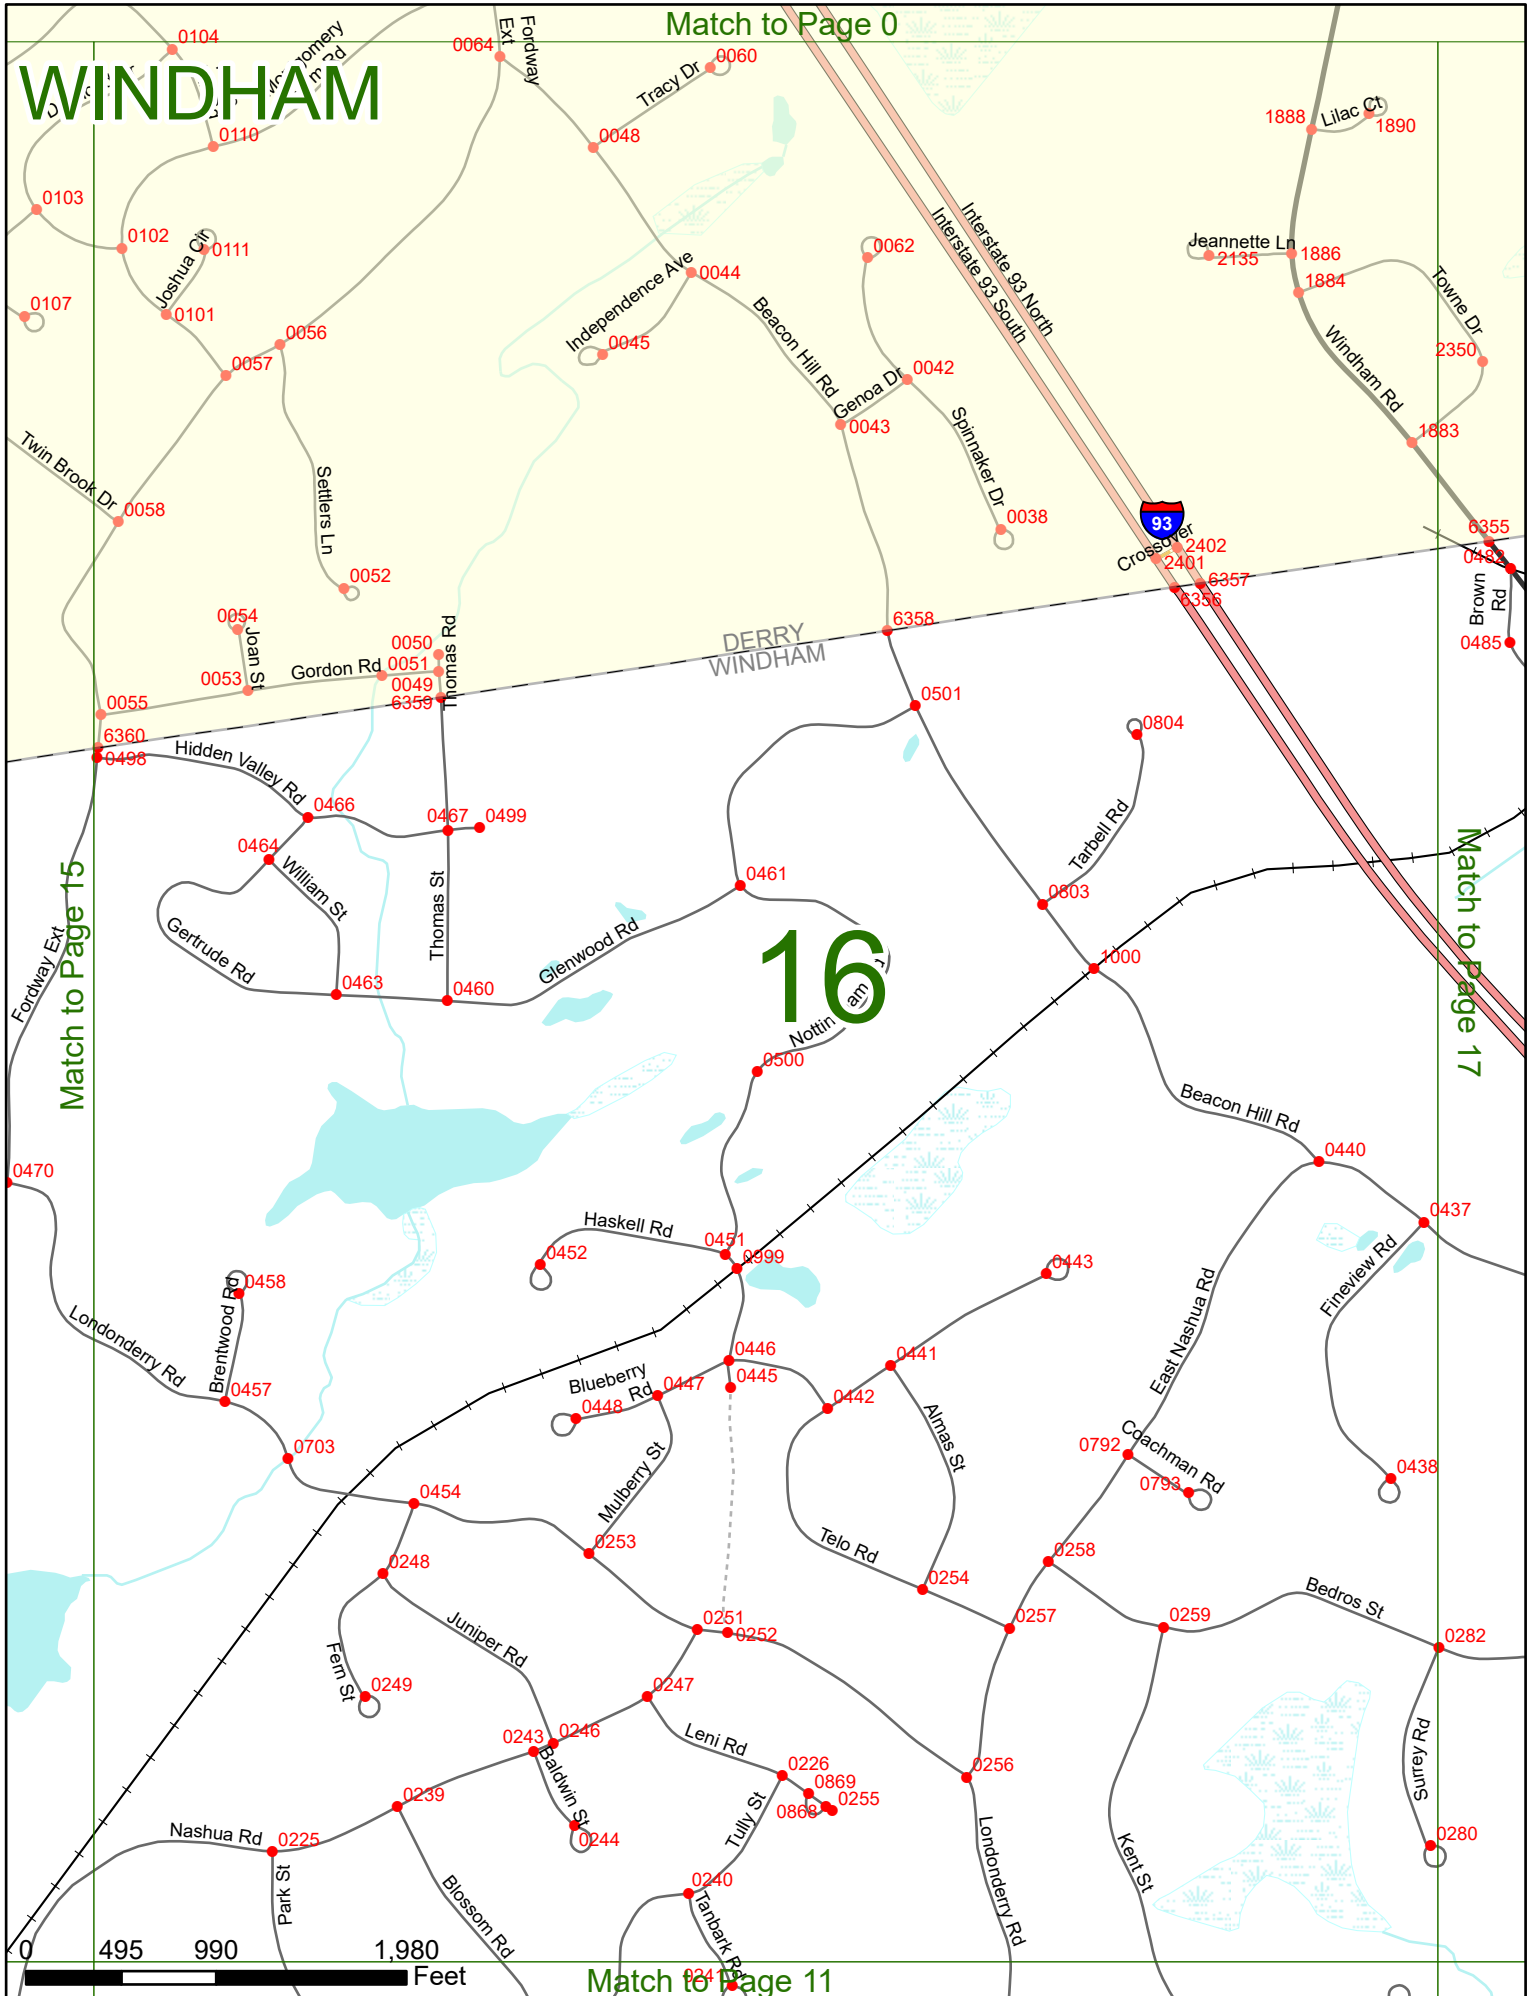 Match to Page 0
WINDHAM
0104
0064
Fordway
Ext
0060
Tracy Dr
0110
0048
1888
Lilac Ct
1890
0103
0102
Joshua Cir
0111
0101
0107
0056
0057
0044
Independence Ave
0045
Beacon Hill Rd
0062
Interstate 93 North
Interstate 93 South
Jeannette Ln
2135
1886
1884
Towne Dr
2350
Windham Rd
1883
0042
Genoa Dr
0043
Spinnaker Dr
0038
Twin Brook Dr
0058
Settlers Ln
0052
93
Crossover
2402
2401
6357
6356
6355
0482
Brown
Rd
0485
0054
Joan St
0053
Gordon Rd
0050
0051
0049
6359
Thomas Rd
DERRY
WINDHAM
6358
0055
6360
0498
Hidden Valley Rd
0501
0804
Tarbell Rd
0466
0467
0499
0464
William St
Gertrude Rd
0463
Thomas St
0460
Glenwood Rd
0461
0803
Match to Page 15
Fordway Ext
16
1000
Match to Page 17
0500
Beacon Hill Rd
0440
0437
0470
Haskell Rd
0451
0452
0999
0443
Fineview Rd
East Nashua Rd
0458
Brentwood Rd
Londonderry Rd
0457
0446
0445
Blueberry
Rd
0447
0448
0441
0442
Almas St
0792
Coachman Rd
0793
0438
0703
0454
Mulberry St
0253
Telo Rd
0254
0258
0248
Juniper Rd
0251
0252
0257
0259
Bedros St
0282
Fern St
0249
0247
Leni Rd
0243
0246
Baldwin St
0244
0226
0869
0868
0255
0256
Surrey Rd
0280
0239
Nashua Rd
0225
Park St
Blossom Rd
Tully St
0240
Tanbark Rd
0241
Londonderry Rd
Kent St
0 495 990 1,980
Feet
Match to Page 11